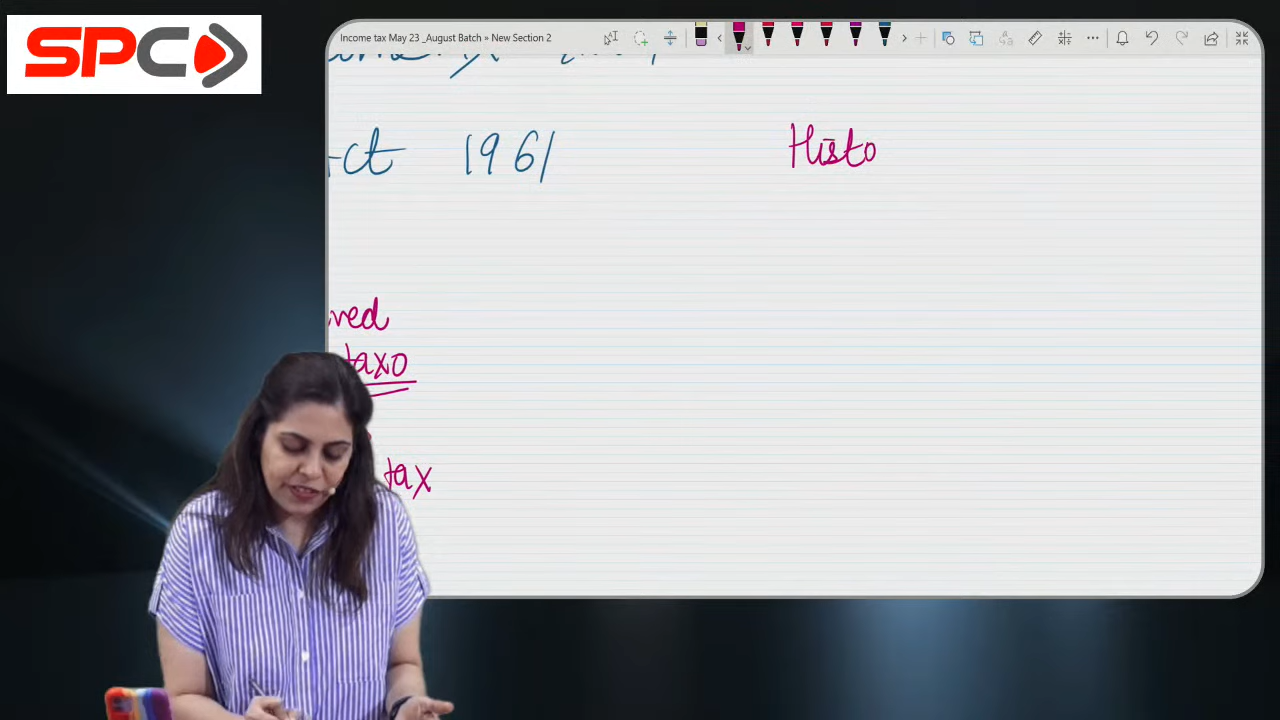 SPC
Income tax May 23 _August Batch » New Section 2
ct 1961
Histo
ved
taxo
tax